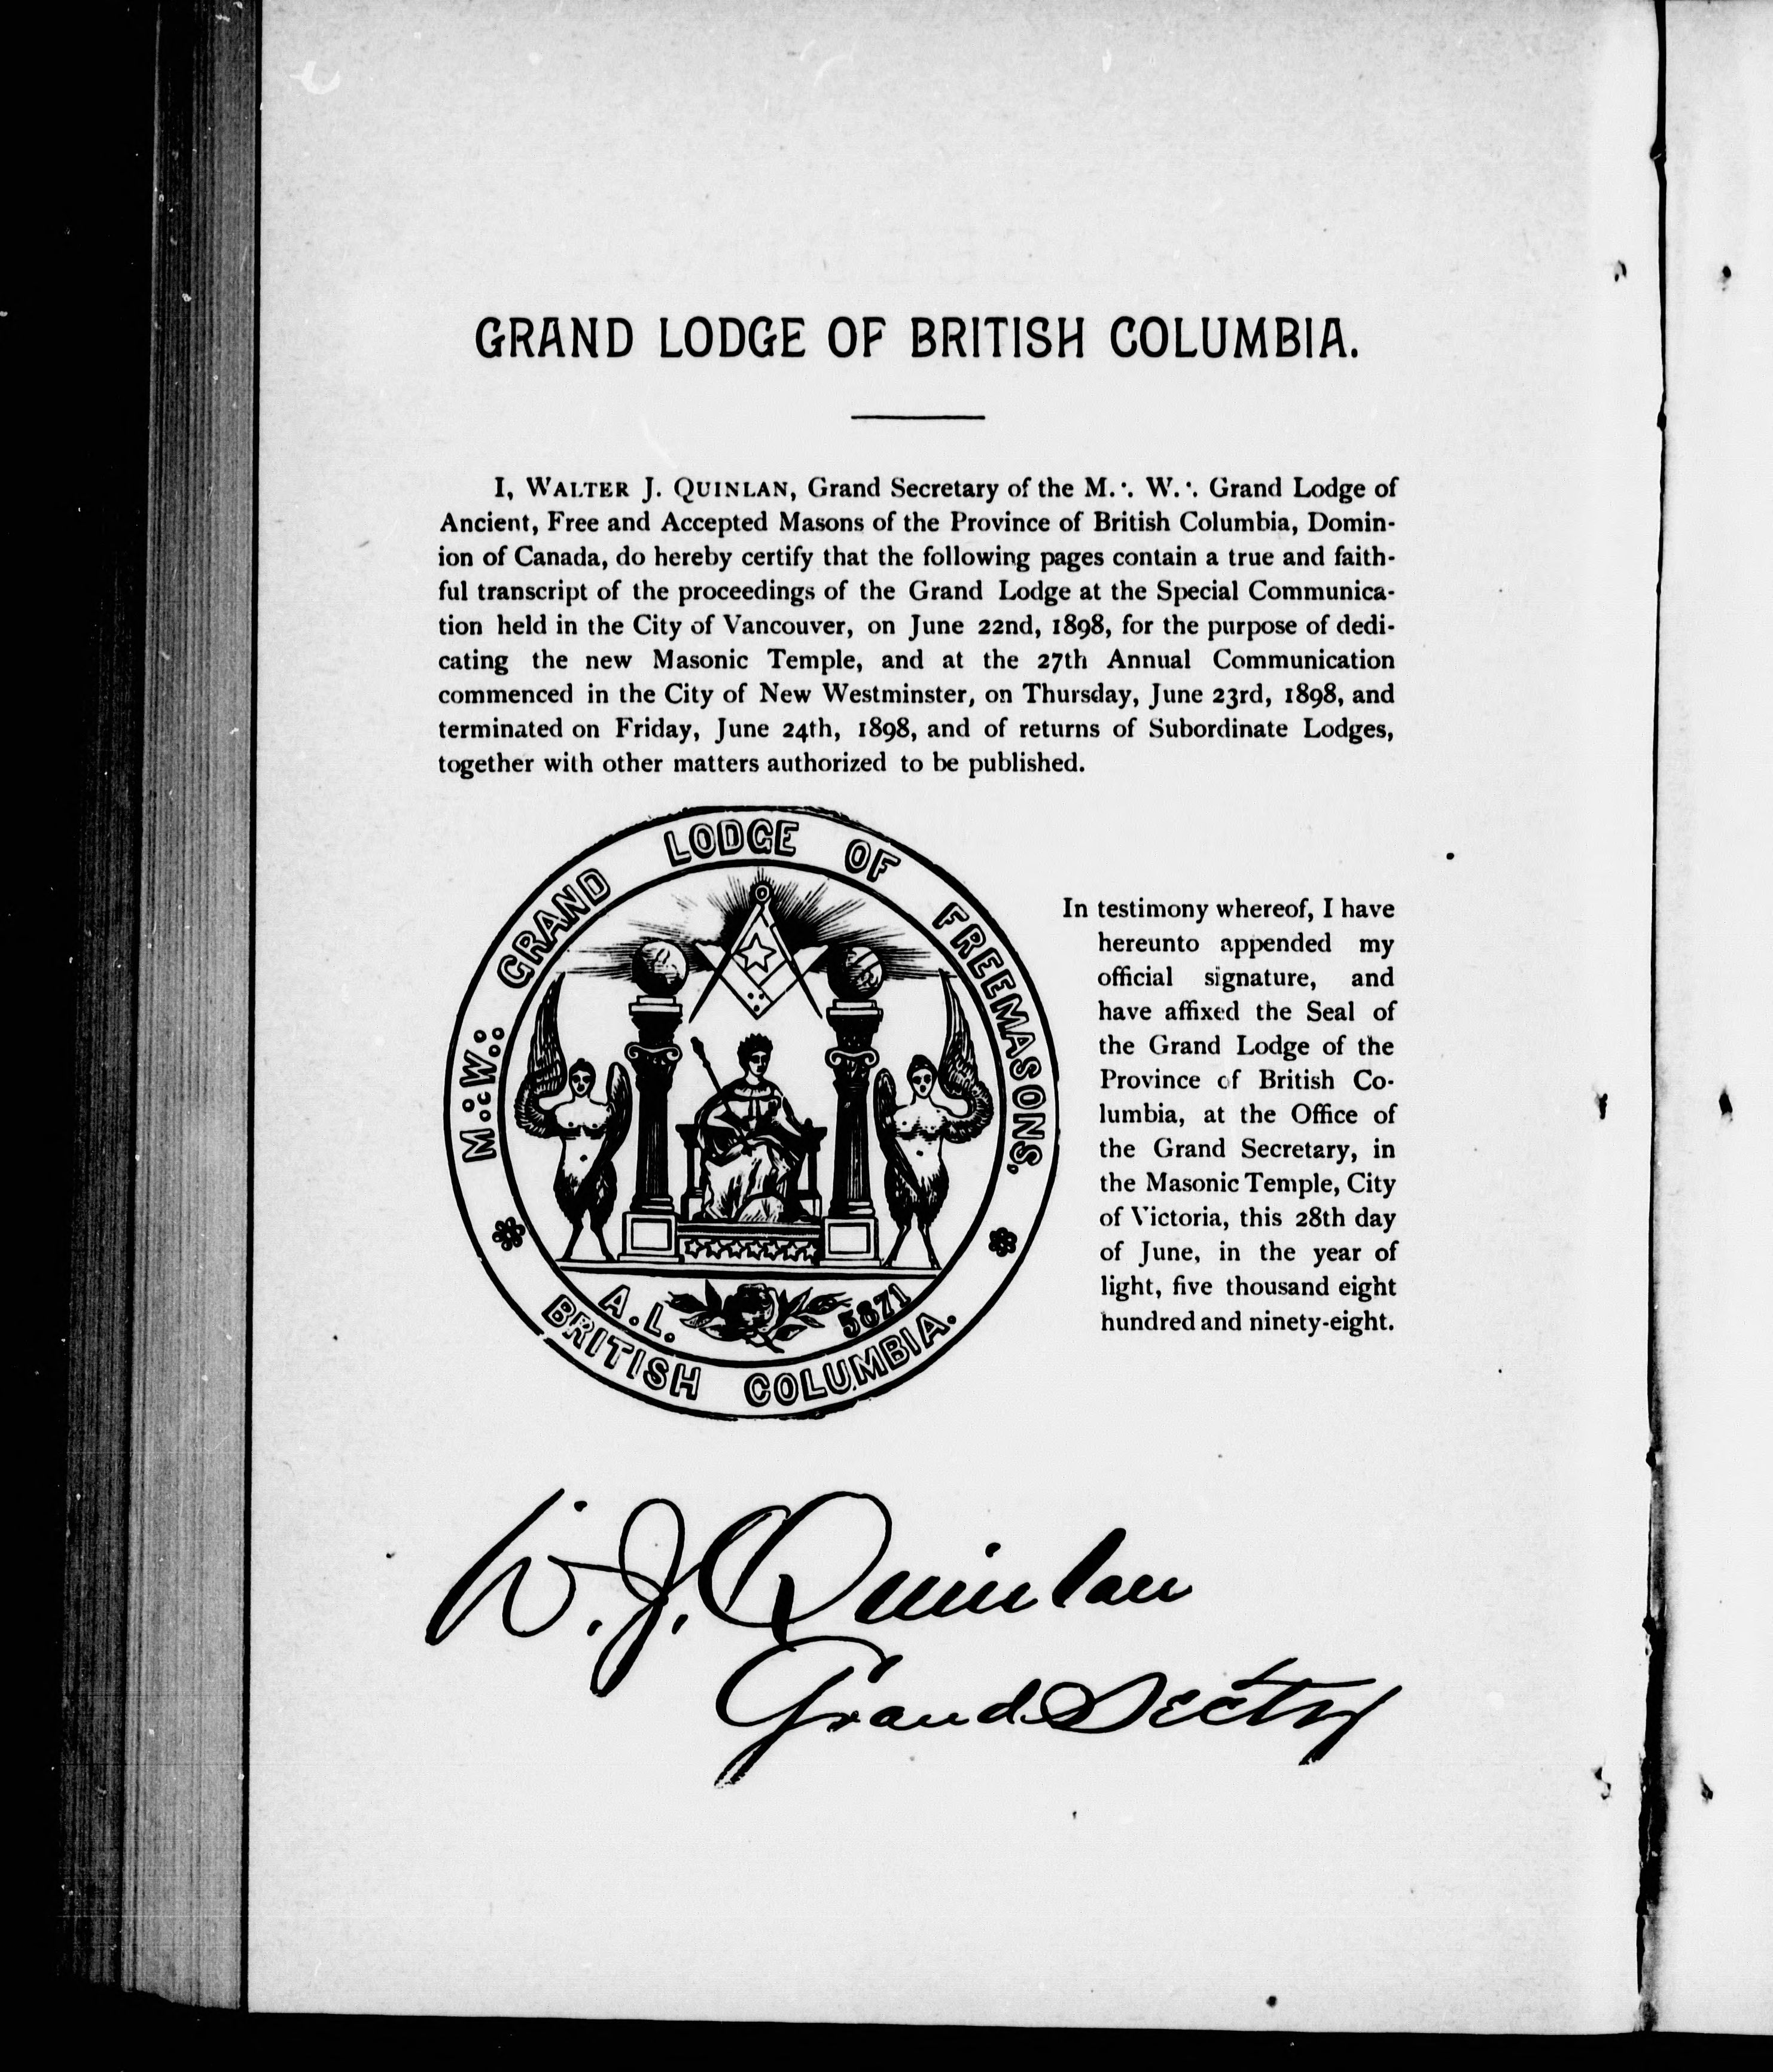 GRAND LODGE OF BRITISH COLUMBIA.
I, WALTER J. QUINLAN, Grand Secretary of the M.·. W.·. Grand Lodge of
Ancient, Free and Accepted Masons of the Province of British Columbia, Domin-
ion of Canada, do hereby certify that the following pages contain a true and faith-
ful transcript of the proceedings of the Grand Lodge at the Special Communica-
tion held in the City of Vancouver, on June 22nd, 1898, for the purpose of dedi-
cating the new Masonic Temple, and at the 27th Annual Communication
commenced in the City of New Westminster, on Thursday, June 23rd, 1898, and
terminated on Friday, June 24th, 1898, and of returns of Subordinate Lodges,
together with other matters authorized to be published.
M.·. W.·. GRAND LODGE OF FREEMASONS,
BRITISH COLUMBIA.
A.L. 5871
In testimony whereof, I have
hereunto appended my
official signature, and
have affixed the Seal of
the Grand Lodge of the
Province of British Co-
lumbia, at the Office of
the Grand Secretary, in
the Masonic Temple, City
of Victoria, this 28th day
of June, in the year of
light, five thousand eight
hundred and ninety-eight.
W. J. Quinlan
Grand Secty